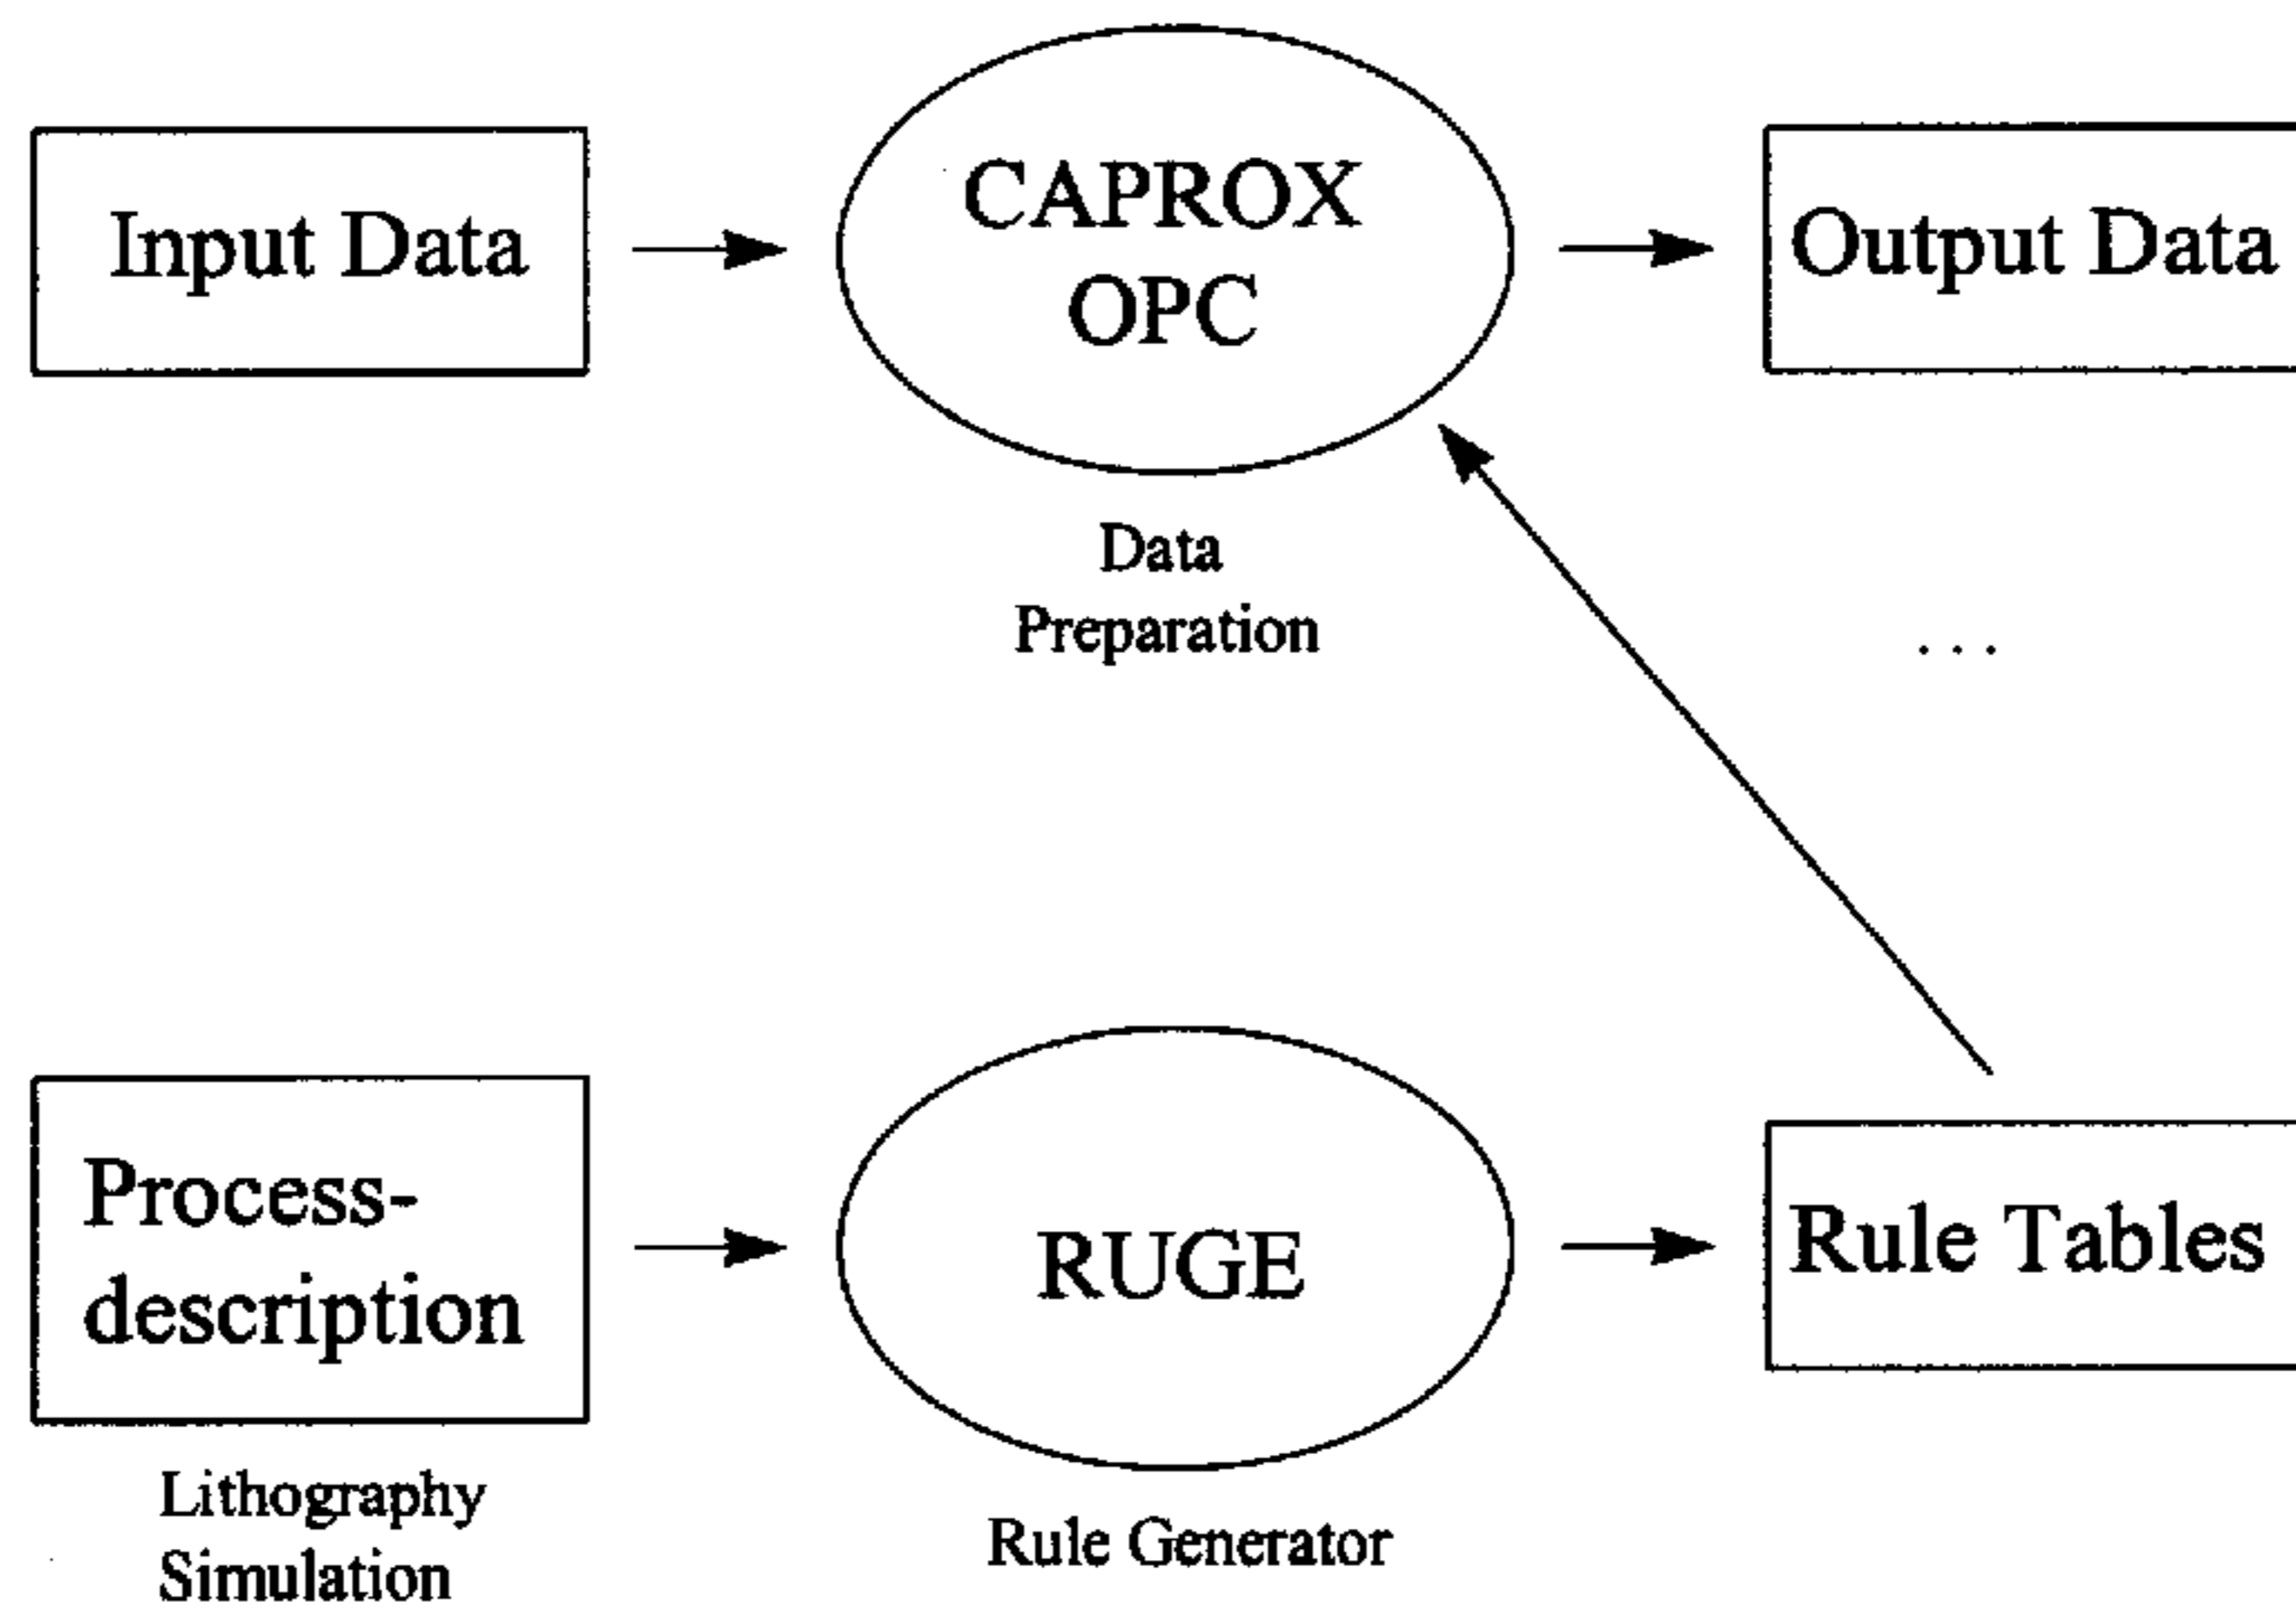 Input Data
CAPROX
OPC
Output Data
Data
Preparation
...
Process-
description
RUGE
Rule Tables
Lithography
Simulation
Rule Generator